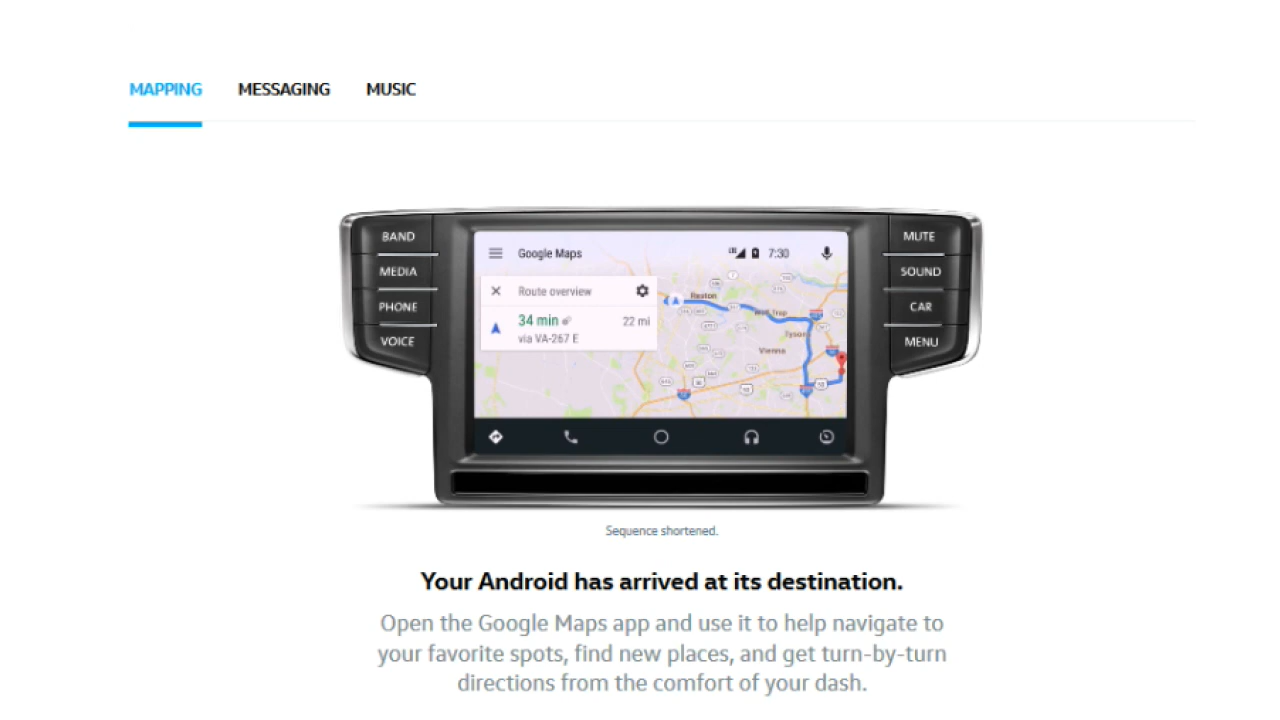 MAPPING MESSAGING MUSIC
BAND
MEDIA
PHONE
VOICE
Google Maps
LTE 7:30
Route overview
34 min 22 mi
via VA-267 E
Reston
Wolf Trap
Tysons
Vienna
MUTE
SOUND
CAR
MENU
Sequence shortened.
Your Android has arrived at its destination.
Open the Google Maps app and use it to help navigate to
your favorite spots, find new places, and get turn-by-turn
directions from the comfort of your dash.